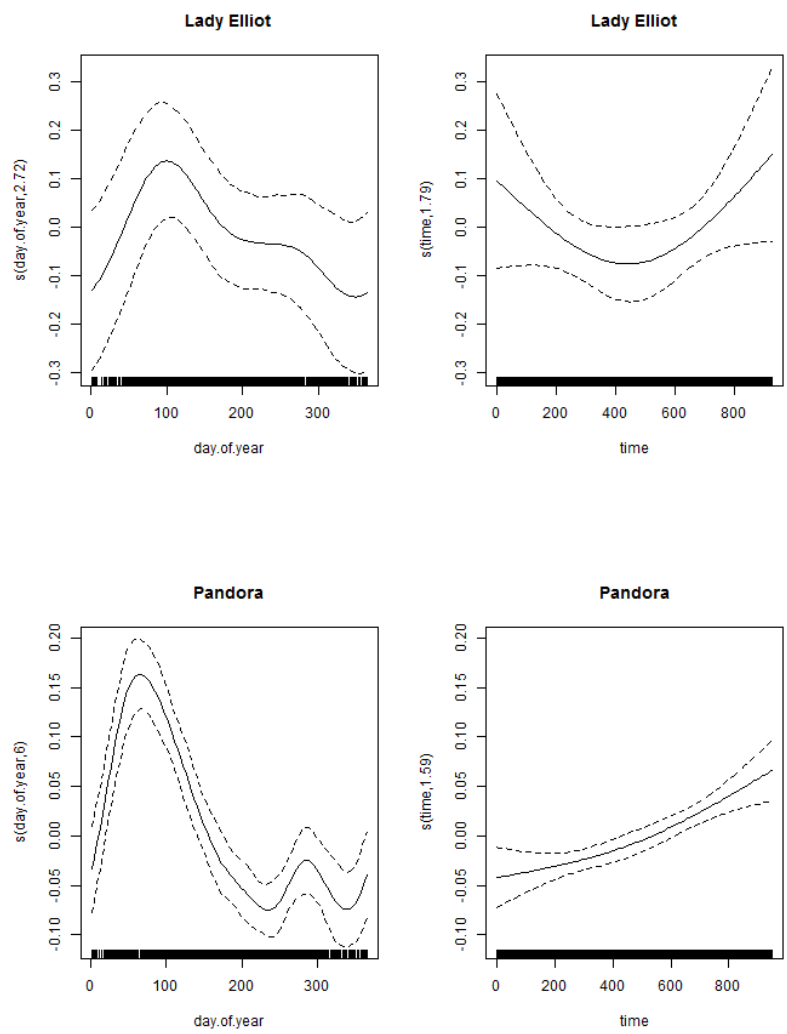 Lady Elliot
s(day.of.year,2.72)
-0.3 -0.2 -0.1 0.0 0.1 0.2 0.3
0 100 200 300
day.of.year
Lady Elliot
s(time,1.79)
-0.3 -0.2 -0.1 0.0 0.1 0.2 0.3
0 200 400 600 800
time
Pandora
s(day.of.year,6)
-0.10 -0.05 0.00 0.05 0.10 0.15 0.20
0 100 200 300
day.of.year
Pandora
s(time,1.59)
-0.10 -0.05 0.00 0.05 0.10 0.15 0.20
0 200 400 600 800
time